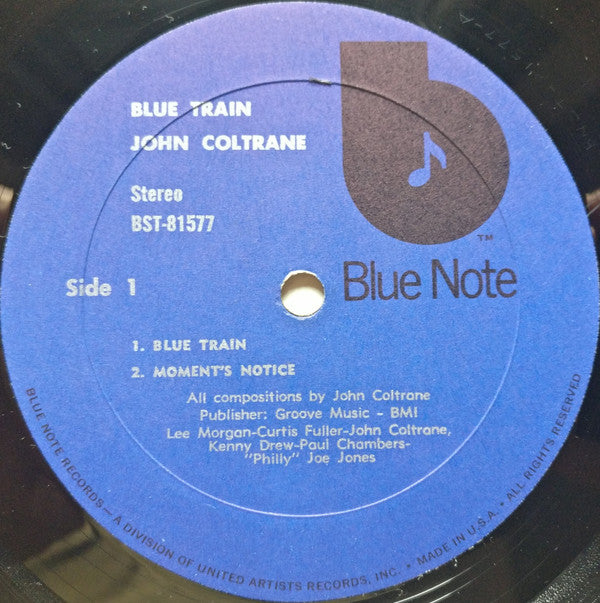 BLUE TRAIN
JOHN COLTRANE
Stereo
BST-81577
b
TM
Blue Note
Side 1
1. BLUE TRAIN
2. MOMENT'S NOTICE
All compositions by John Coltrane
Publisher: Groove Music - BMI
Lee Morgan-Curtis Fuller-John Coltrane,
Kenny Drew-Paul Chambers-
"Philly" Joe Jones
BLUE NOTE RECORDS — A DIVISION OF UNITED ARTISTS RECORDS, INC. • MADE IN U.S.A. • ALL RIGHTS RESERVED